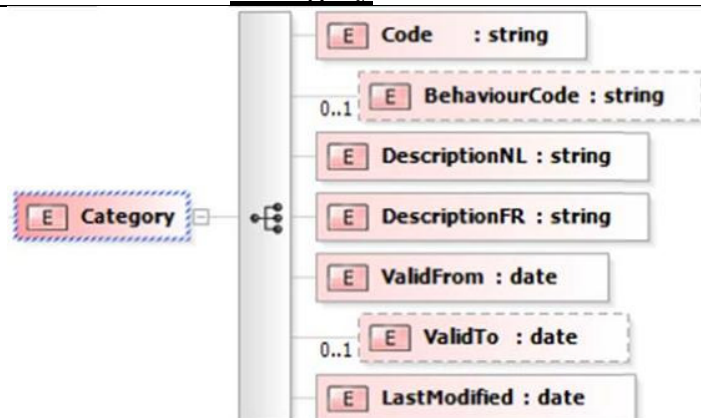 E Code : string
0..1 E BehaviourCode : string
E DescriptionNL : string
E Category
E DescriptionFR : string
E ValidFrom : date
0..1 E ValidTo : date
E LastModified : date